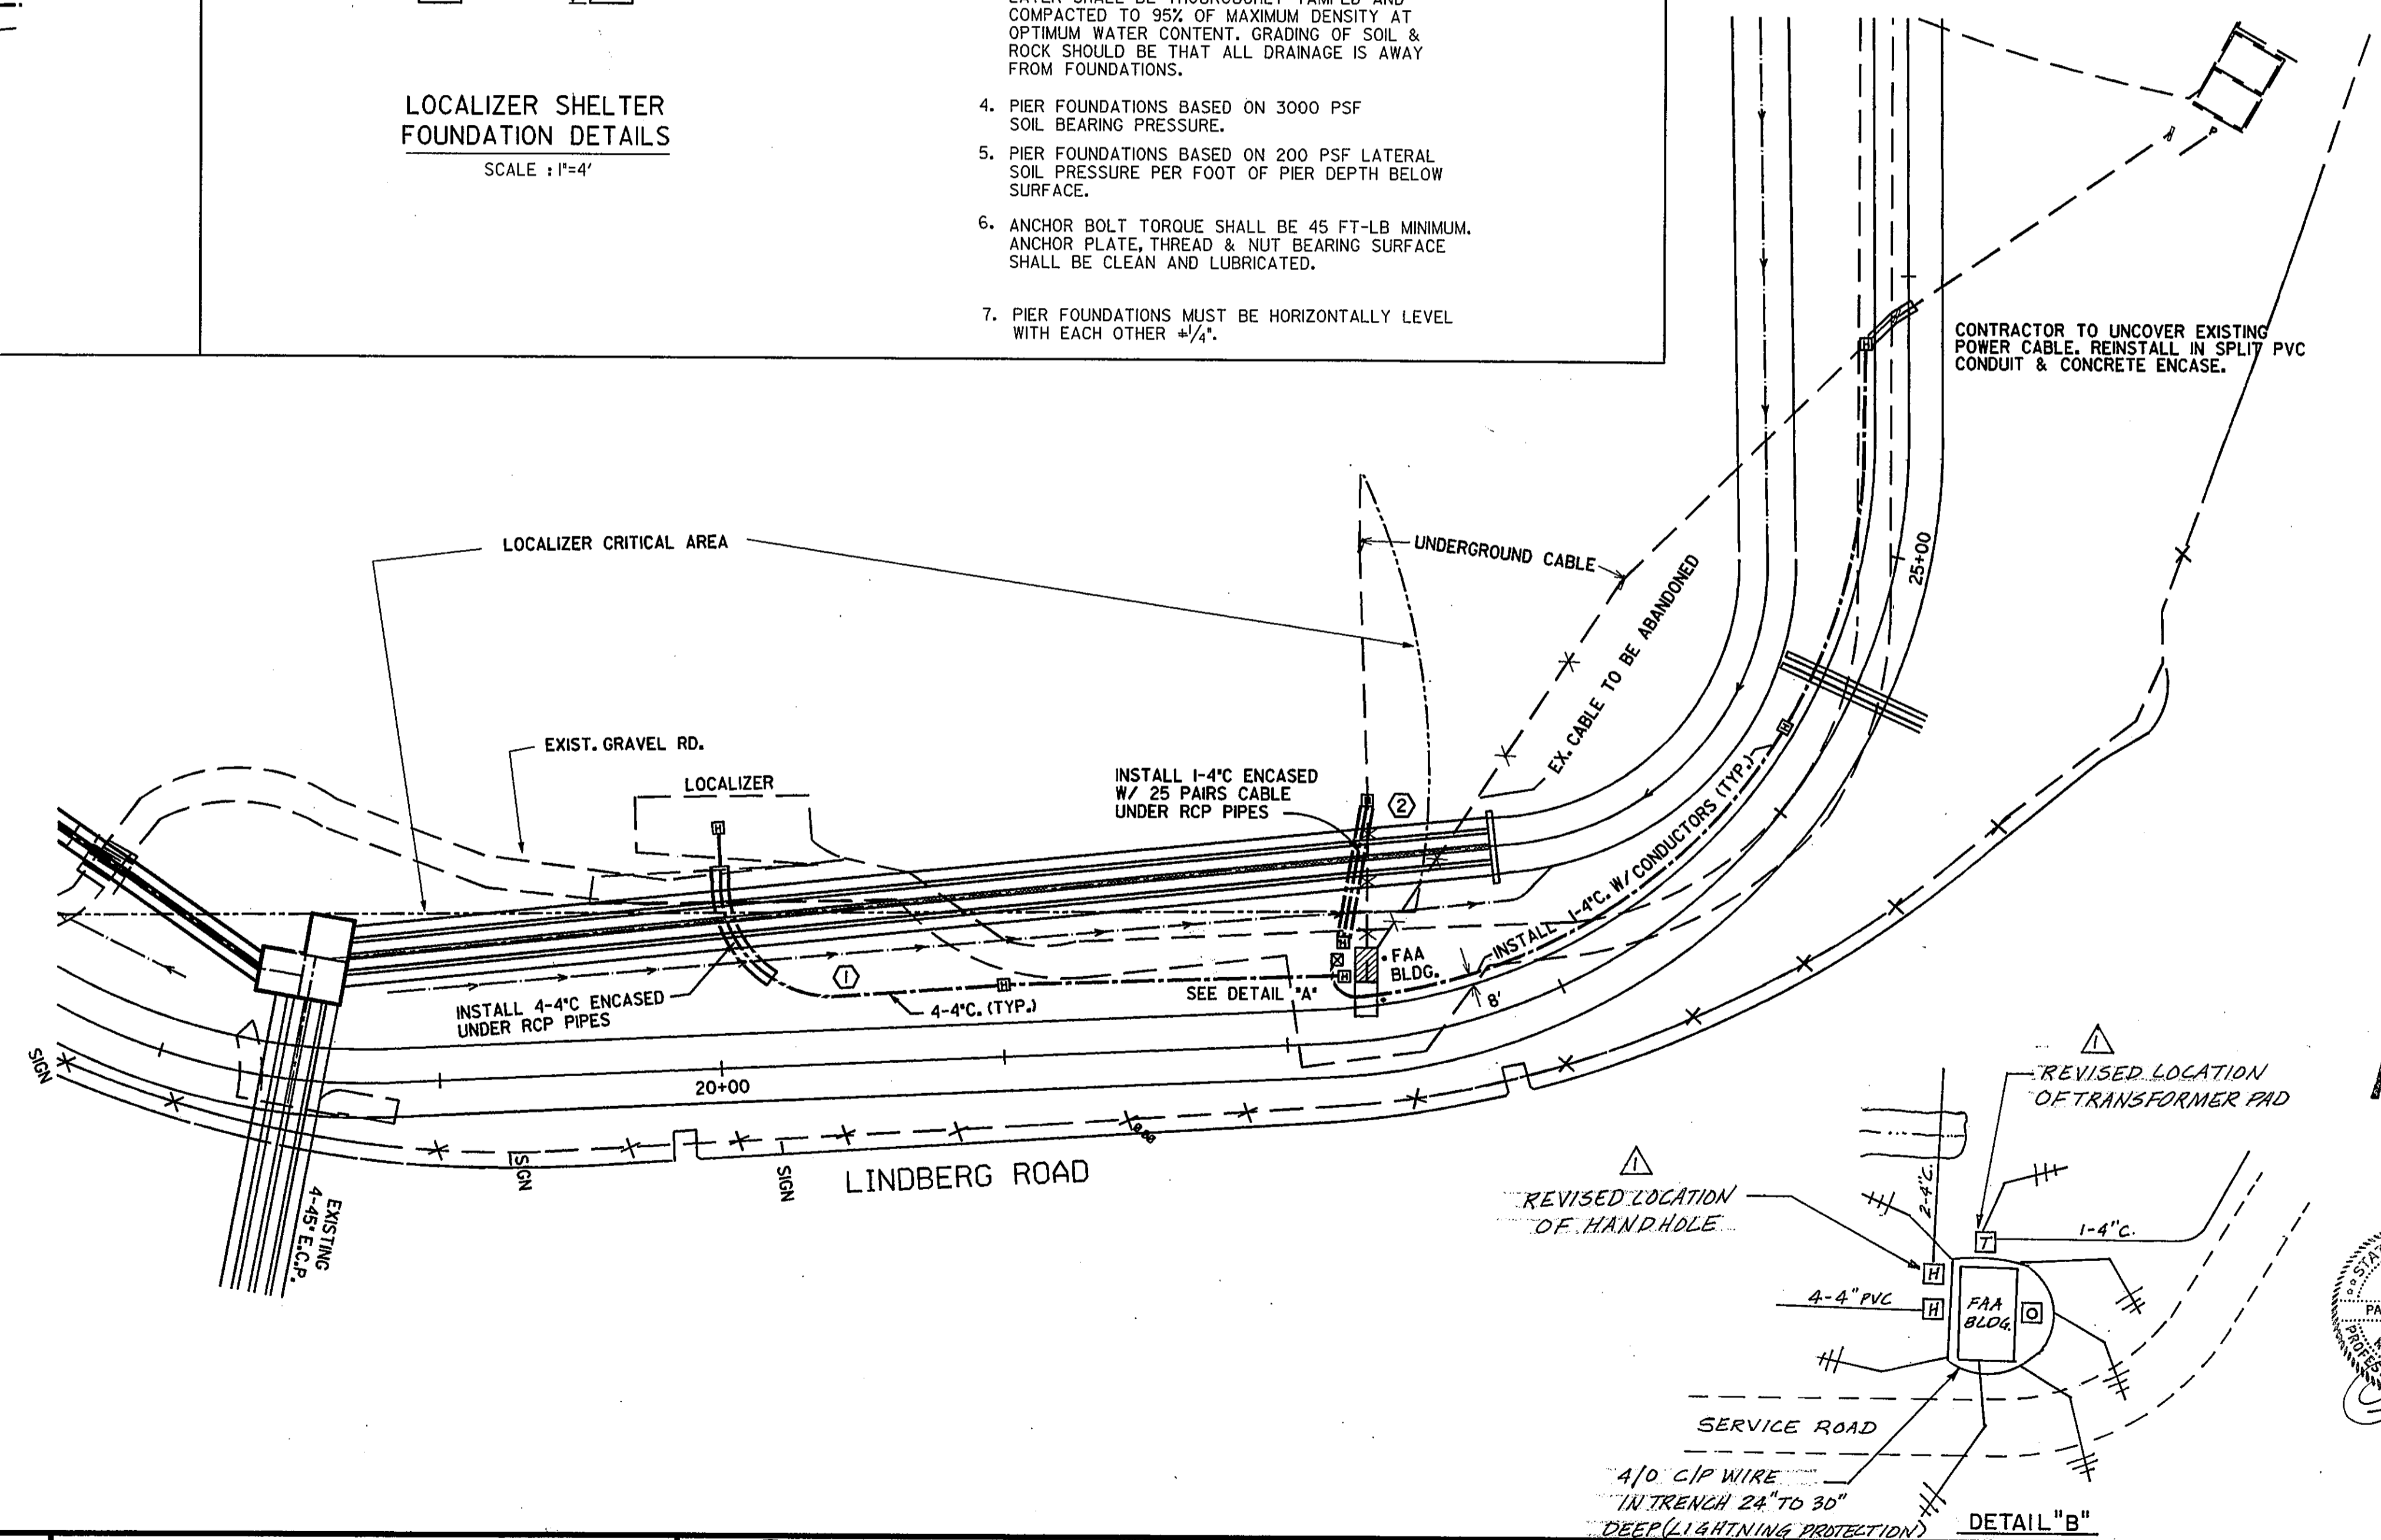 COMPACTED TO 95% OF MAXIMUM DENSITY AT
OPTIMUM WATER CONTENT. GRADING OF SOIL &
ROCK SHOULD BE THAT ALL DRAINAGE IS AWAY
FROM FOUNDATIONS.
LOCALIZER SHELTER
FOUNDATION DETAILS
SCALE : 1"=4'
4. PIER FOUNDATIONS BASED ON 3000 PSF
SOIL BEARING PRESSURE.
5. PIER FOUNDATIONS BASED ON 200 PSF LATERAL
SOIL PRESSURE PER FOOT OF PIER DEPTH BELOW
SURFACE.
6. ANCHOR BOLT TORQUE SHALL BE 45 FT-LB MINIMUM.
ANCHOR PLATE, THREAD & NUT BEARING SURFACE
SHALL BE CLEAN AND LUBRICATED.
7. PIER FOUNDATIONS MUST BE HORIZONTALLY LEVEL
WITH EACH OTHER ±1/4".
P
H
CONTRACTOR TO UNCOVER EXISTING
POWER CABLE. REINSTALL IN SPLIT PVC
CONDUIT & CONCRETE ENCASE.
LOCALIZER CRITICAL AREA
UNDERGROUND CABLE
25+00
EX. CABLE TO BE ABANDONED
EXIST. GRAVEL RD.
LOCALIZER
H
INSTALL 1-4"C ENCASED
W/ 25 PAIRS CABLE
UNDER RCP PIPES
2
H
INSTALL 1-4"C. W/ CONDUCTORS (TYP.)
H
FAA
BLDG.
1
H
H
SEE DETAIL "A"
8'
INSTALL 4-4"C ENCASED
UNDER RCP PIPES
4-4"C. (TYP.)
SIGN
20+00
SIGN
SIGN
LINDBERG ROAD
EXISTING
4-45" E.C.P.
1
REVISED LOCATION
OF TRANSFORMER PAD
1
REVISED LOCATION
OF HANDHOLE
2-4"C.
1-4"C.
T
H
4-4" PVC
H
FAA
BLDG.
O
SERVICE ROAD
4/0 C/P WIRE
IN TRENCH 24" TO 30"
DEEP (LIGHTNING PROTECTION)
DETAIL "B"